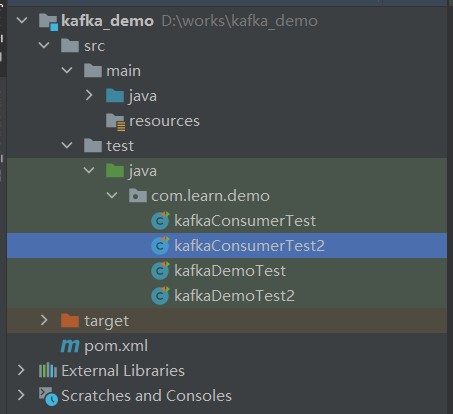 kafka_demo D:\works\kafka_demo
src
main
java
resources
test
java
com.learn.demo
kafkaConsumerTest
kafkaConsumerTest2
kafkaDemoTest
kafkaDemoTest2
target
pom.xml
External Libraries
Scratches and Consoles